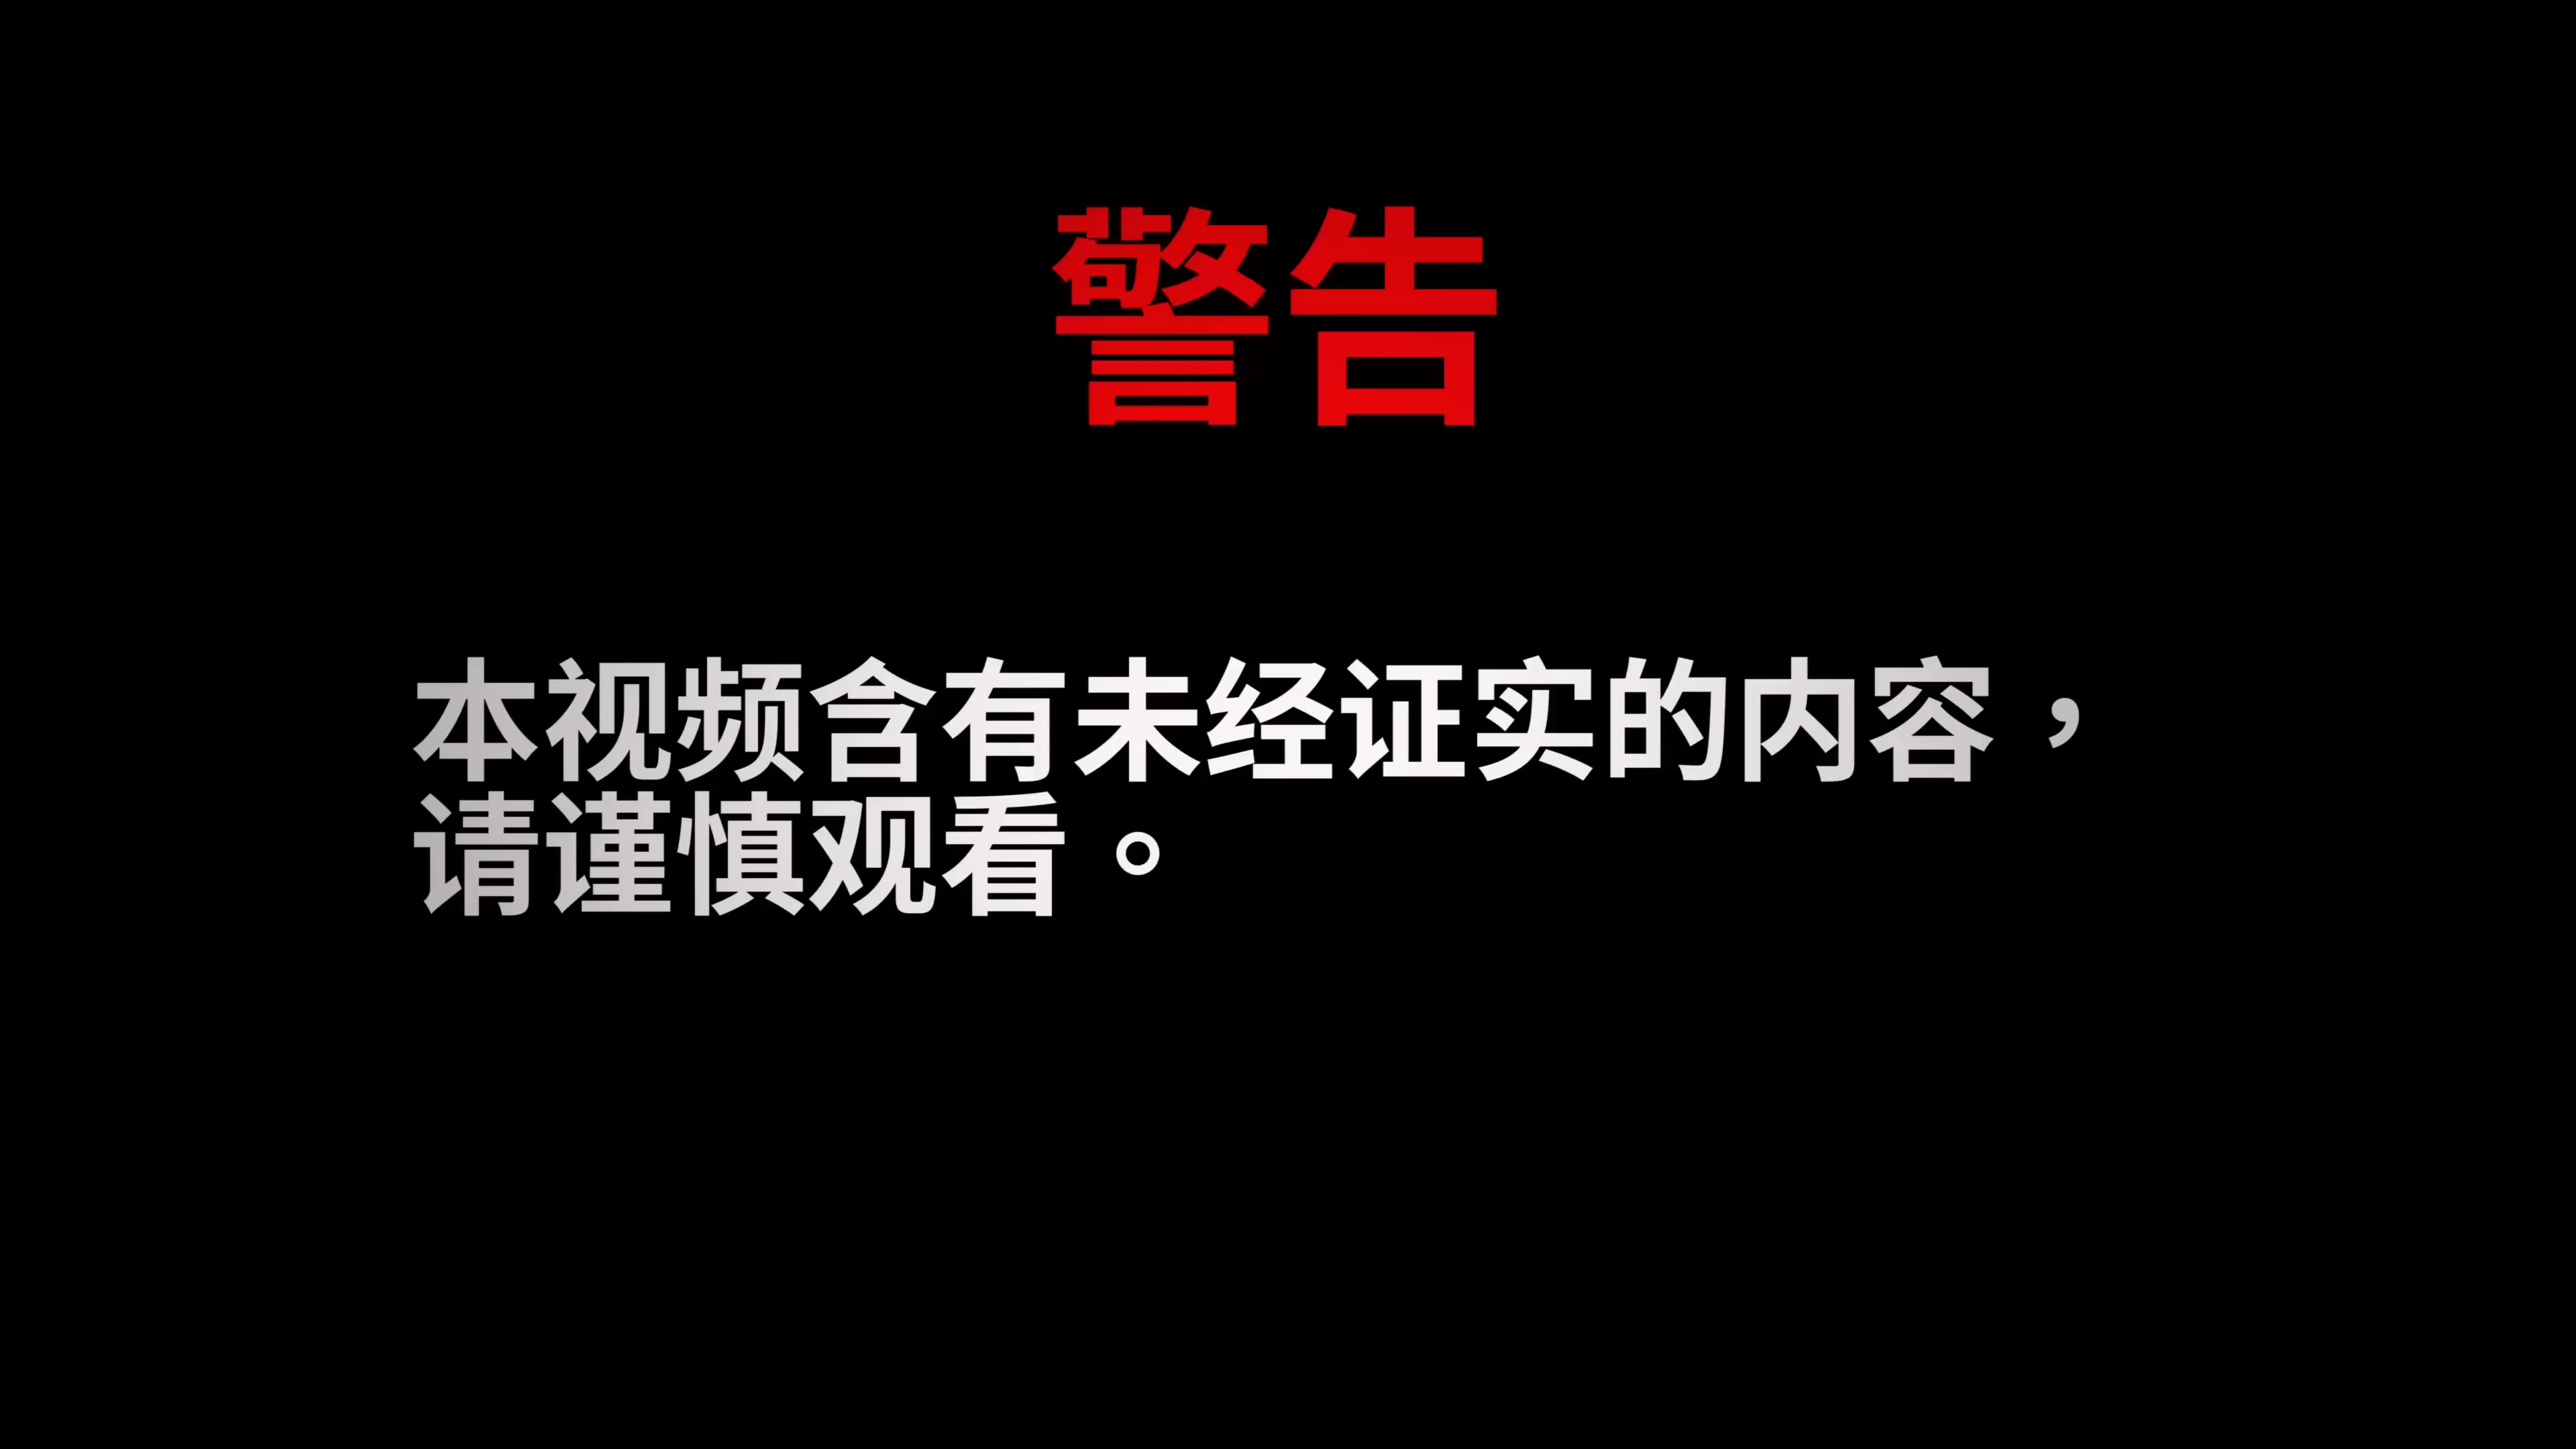 警告
本视频含有未经证实的内容，
请谨慎观看。